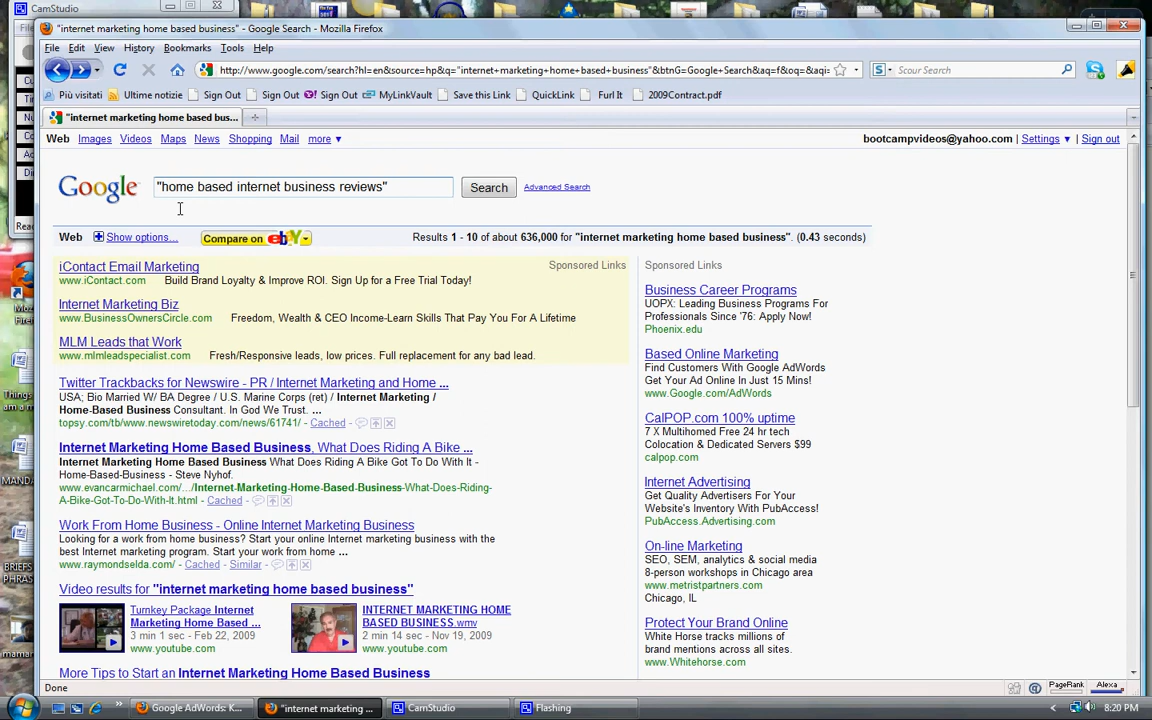 CamStudio
"internet marketing home based business" - Google Search - Mozilla Firefox
File Edit View History Bookmarks Tools Help
http://www.google.com/search?hl=en&source=hp&q="internet+marketing+home+based+business"&btnG=Google+Search&aq=f&oq=&aqi=
Scour Search
Più visitati Ultime notizie Sign Out Sign Out Sign Out MyLinkVault Save this Link QuickLink Furl It 2009Contract.pdf
"internet marketing home based bus...
Web Images Videos Maps News Shopping Mail more ▼
bootcampvideos@yahoo.com | Settings ▼ | Sign out
Google
"home based internet business reviews"
Search
Advanced Search
Web Show options... Compare on ebY
Results 1 - 10 of about 636,000 for "internet marketing home based business". (0.43 seconds)
iContact Email Marketing
Sponsored Links
www.iContact.com Build Brand Loyalty & Improve ROI. Sign Up for a Free Trial Today!
Internet Marketing Biz
www.BusinessOwnersCircle.com Freedom, Wealth & CEO Income-Learn Skills That Pay You For A Lifetime
MLM Leads that Work
www.mlmleadspecialist.com Fresh/Responsive leads, low prices. Full replacement for any bad lead.
Twitter Trackbacks for Newswire - PR / Internet Marketing and Home ...
USA; Bio Married W/ BA Degree / U.S. Marine Corps (ret) / Internet Marketing /
Home-Based Business Consultant. In God We Trust. ...
topsy.com/tb/www.newswiretoday.com/news/61741/ - Cached -
Internet Marketing Home Based Business, What Does Riding A Bike ...
Internet Marketing Home Based Business What Does Riding A Bike Got To Do With It -
Home-Based-Business - Steve Nyhof.
www.evancarmichael.com/.../Internet-Marketing-Home-Based-Business-What-Does-Riding-
A-Bike-Got-To-Do-With-It.html - Cached -
Work From Home Business - Online Internet Marketing Business
Looking for a work from home business? Start your online Internet marketing business with the
best Internet marketing program. Start your work from home ...
www.raymondselda.com/ - Cached - Similar -
Video results for "internet marketing home based business"
Turnkey Package Internet
Marketing Home Based ...
3 min 1 sec - Feb 22, 2009
www.youtube.com
INTERNET MARKETING HOME
BASED BUSINESS.wmv
2 min 14 sec - Nov 19, 2009
www.youtube.com
More Tips to Start an Internet Marketing Home Based Business
Sponsored Links
Business Career Programs
UOPX: Leading Business Programs For
Professionals Since '76: Apply Now!
Phoenix.edu
Based Online Marketing
Find Customers With Google AdWords
Get Your Ad Online In Just 15 Mins!
www.Google.com/AdWords
CalPOP.com 100% uptime
7 X Multihomed Free 24 hr tech
Colocation & Dedicated Servers $99
calpop.com
Internet Advertising
Get Quality Advertisers For Your
Website's Inventory With PubAccess!
PubAccess.Advertising.com
On-line Marketing
SEO, SEM, analytics & social media
8-person workshops in Chicago area
www.metristpartners.com
Chicago, IL
Protect Your Brand Online
White Horse tracks millions of
brand mentions across all sites.
www.Whitehorse.com
Done
PageRank
Alexa
Google AdWords: K...
"internet marketing ...
CamStudio
Flashing
8:20 PM